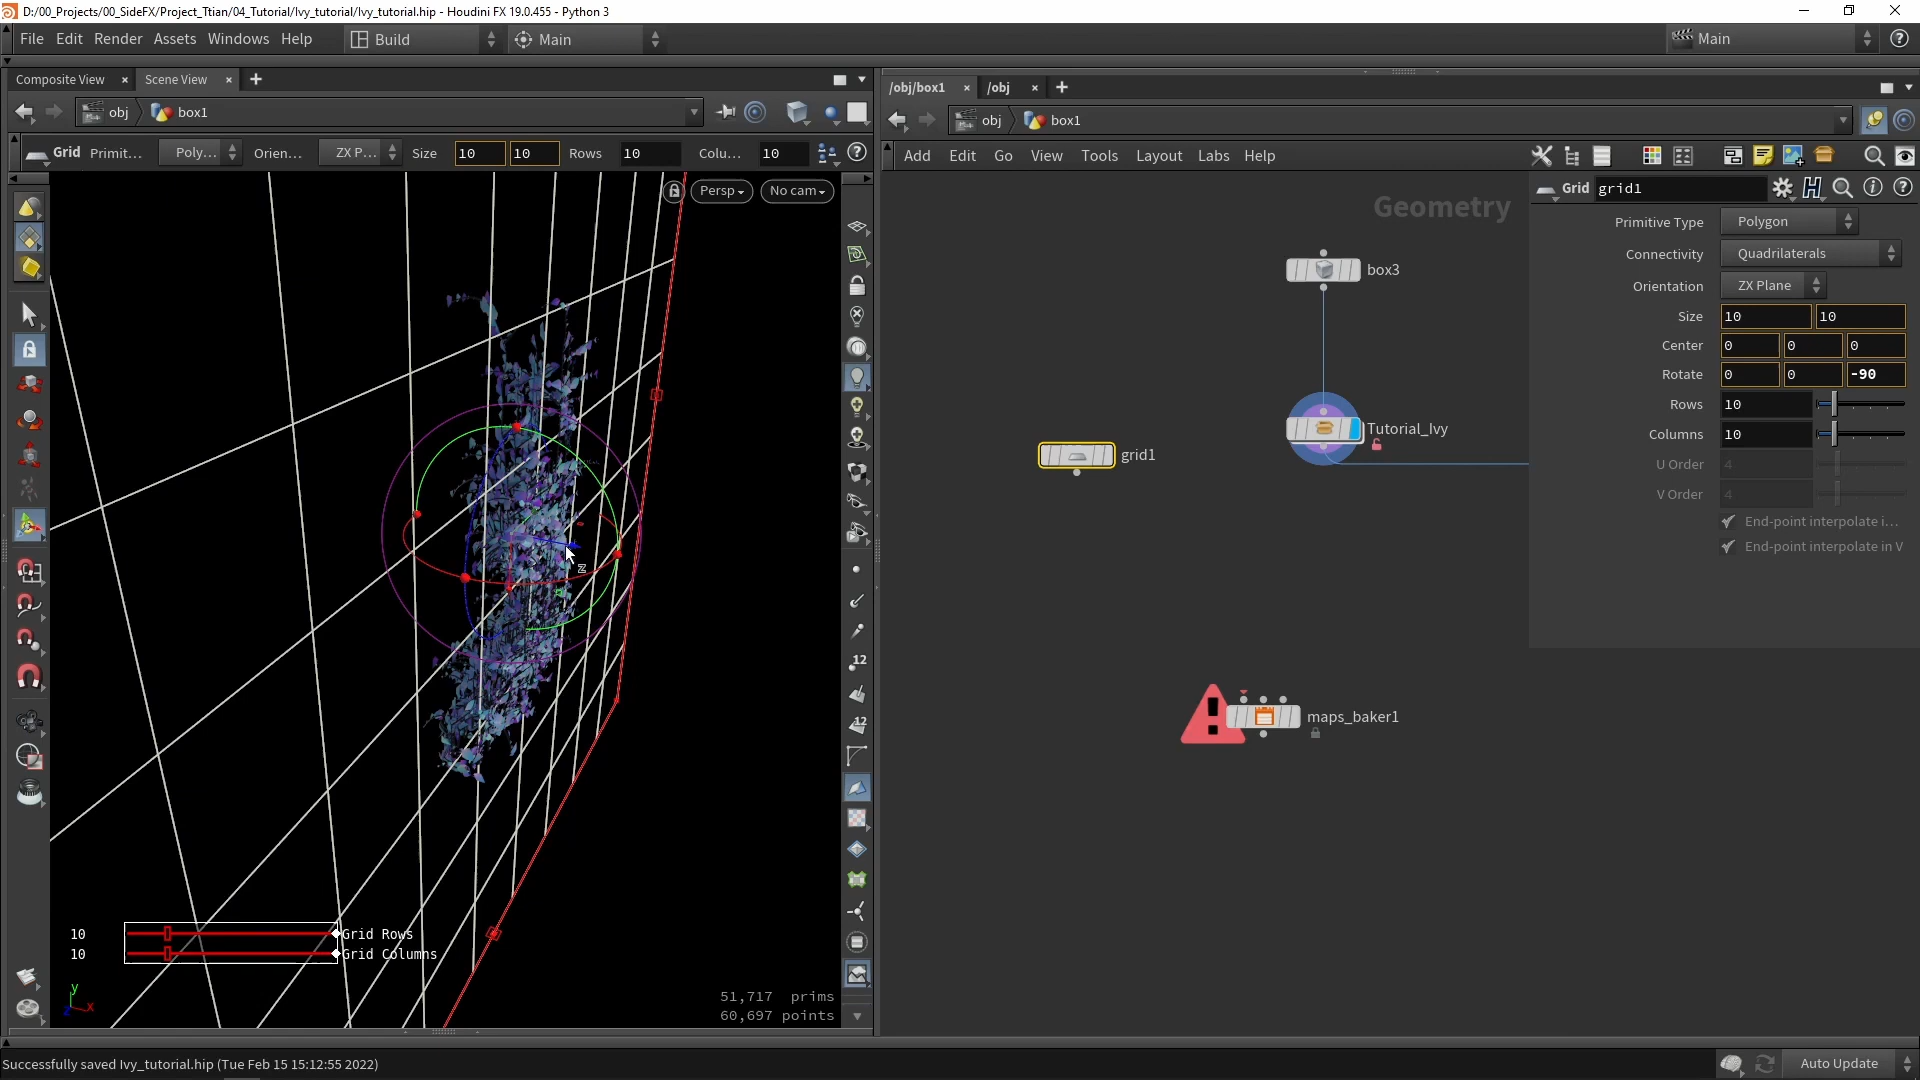 D:/00_Projects/00_SideFX/Project_Ttian/04_Tutorial/Ivy_tutorial/Ivy_tutorial.hip - Houdini FX 19.0.455 - Python 3
File Edit Render Assets Windows Help Build Main Main
Composite View × Scene View × +
/obj/box1 × /obj × +
obj box1
obj box1
Grid Primit... Poly... Orien... ZX P... Size 10 10 Rows 10 Colu... 10
Add Edit Go View Tools Layout Labs Help
Persp No cam
Geometry
Grid grid1
Primitive Type Polygon
Connectivity Quadrilaterals
Orientation ZX Plane
Size 10 10
Center 0 0 0
Rotate 0 0 -90
Rows 10
Columns 10
U Order 4
V Order 4
End-point interpolate i...
End-point interpolate in V
box3
Tutorial_Ivy
grid1
maps_baker1
12
12
10 Grid Rows
10 Grid Columns
y
z x
51,717 prims
60,697 points
Successfully saved Ivy_tutorial.hip (Tue Feb 15 15:12:55 2022)
Auto Update